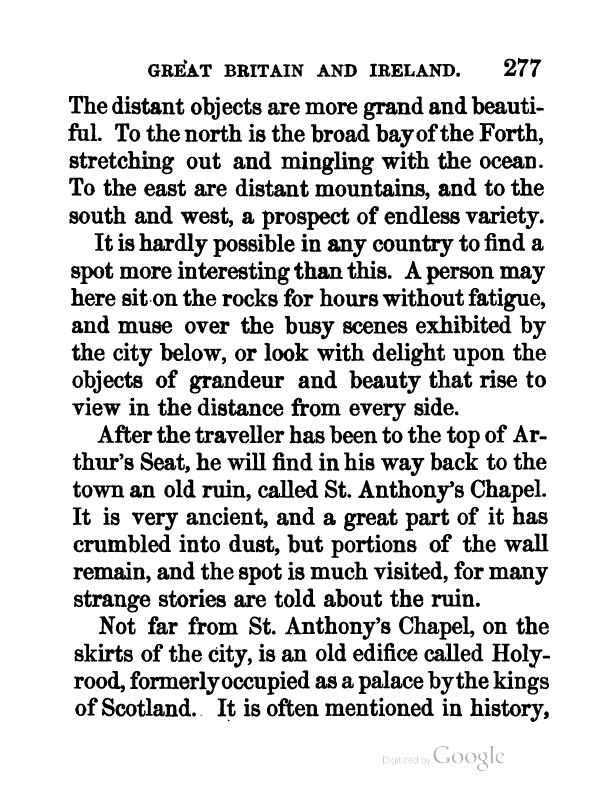 GREAT BRITAIN AND IRELAND. 277
The distant objects are more grand and beauti-
ful. To the north is the broad bay of the Forth,
stretching out and mingling with the ocean.
To the east are distant mountains, and to the
south and west, a prospect of endless variety.
It is hardly possible in any country to find a
spot more interesting than this. A person may
here sit on the rocks for hours without fatigue,
and muse over the busy scenes exhibited by
the city below, or look with delight upon the
objects of grandeur and beauty that rise to
view in the distance from every side.
After the traveller has been to the top of Ar-
thur's Seat, he will find in his way back to the
town an old ruin, called St. Anthony's Chapel.
It is very ancient, and a great part of it has
crumbled into dust, but portions of the wall
remain, and the spot is much visited, for many
strange stories are told about the ruin.
Not far from St. Anthony's Chapel, on the
skirts of the city, is an old edifice called Holy-
rood, formerly occupied as a palace by the kings
of Scotland. It is often mentioned in history,
Digitized by Google